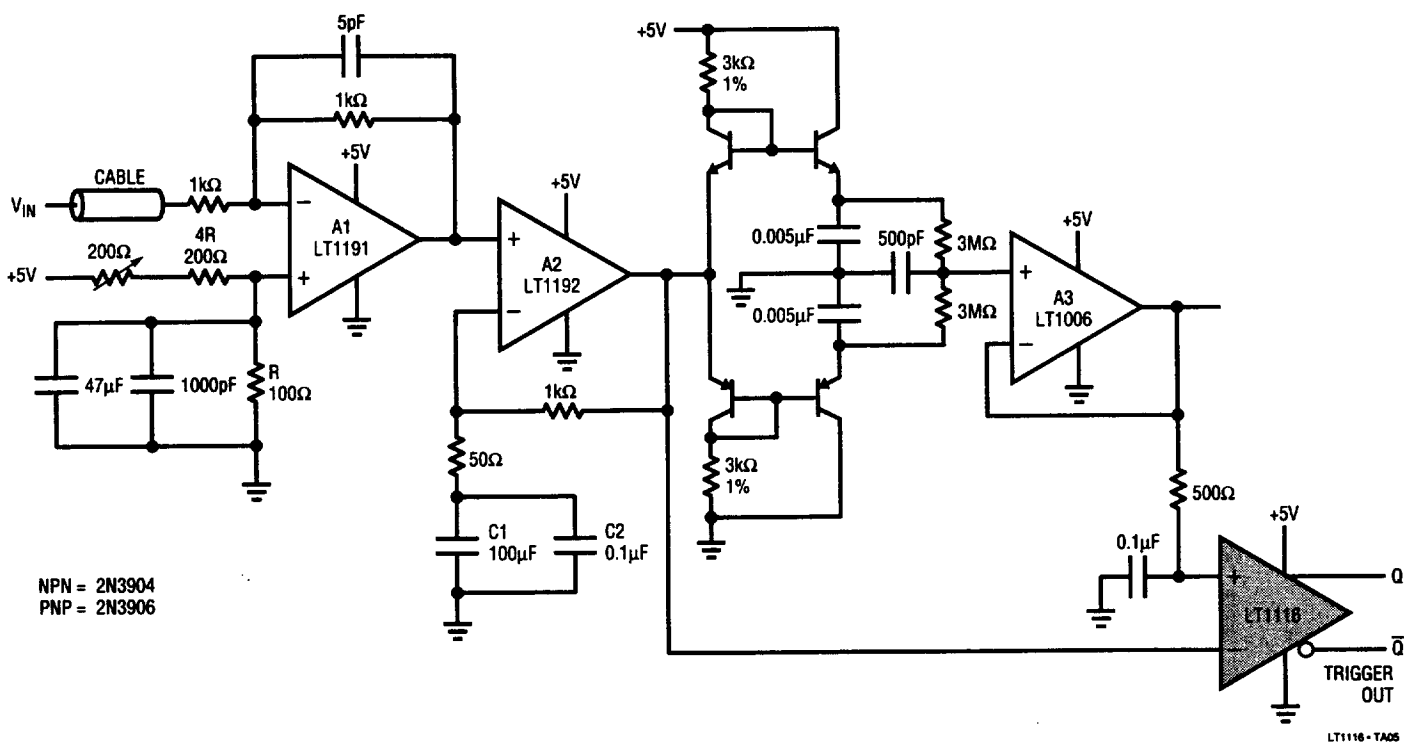 5pF
1kΩ
+5V
CABLE
1kΩ
VIN
−
A1
LT1191
+
200Ω
4R
200Ω
+5V
47µF
1000pF
R
100Ω
+5V
+
A2
LT1192
−
1kΩ
50Ω
C1
100µF
C2
0.1µF
+5V
3kΩ
1%
0.005µF
500pF
3MΩ
0.005µF
3MΩ
3kΩ
1%
+5V
+
A3
LT1006
−
500Ω
+5V
0.1µF
+
LT1116
−
Q
Q̅
TRIGGER
OUT
NPN = 2N3904
PNP = 2N3906
LT1116 • TA05